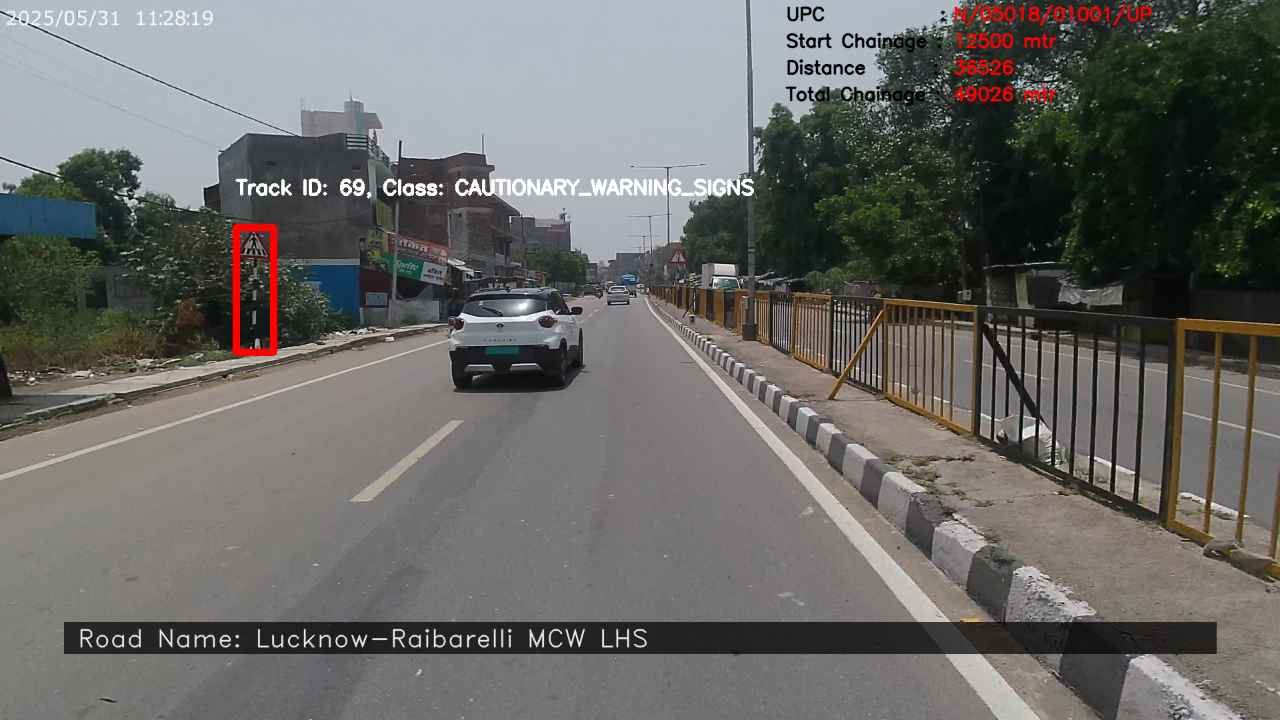 2025/05/31 11:28:19
UPC : N/05018/01001/UP
Start Chainage : 12500 mtr
Distance : 36526
Total Chainage : 49026 mtr
Track ID: 69, Class: CAUTIONARY_WARNING_SIGNS
Road Name: Lucknow-Raibarelli MCW LHS